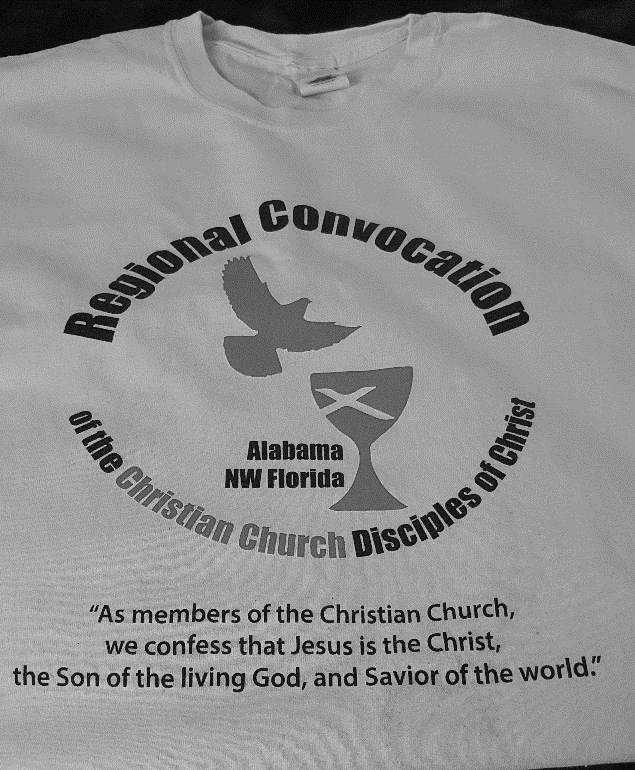 Regional Convocation
Alabama
NW Florida
of the Christian Church Disciples of Christ
“As members of the Christian Church,
we confess that Jesus is the Christ,
the Son of the living God, and Savior of the world.”